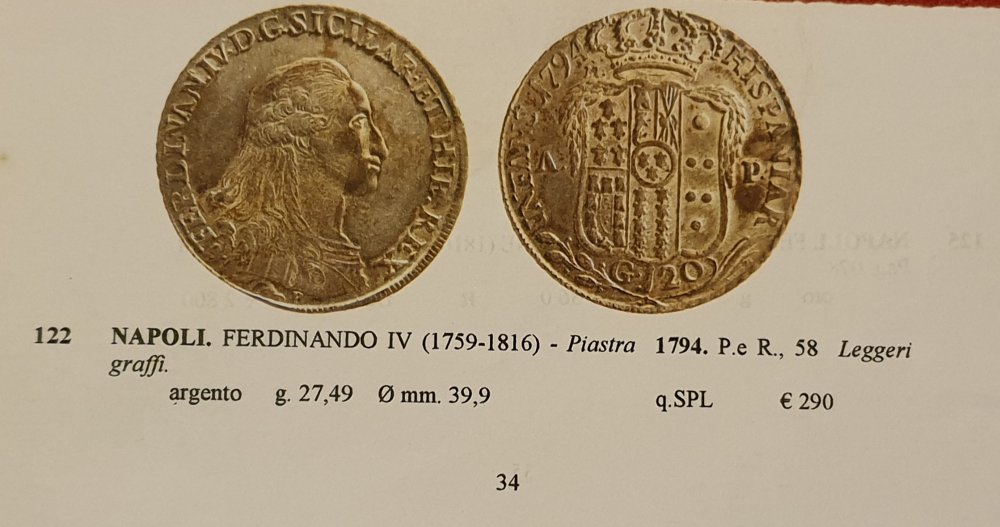 FERDINAN.IV.D.G.SICILIAR.ET HIE.REX
P.
INFANS.1794
HISPANIAR
A. P.
G.120
122 NAPOLI. FERDINANDO IV (1759-1816) - Piastra 1794. P.e R., 58 Leggeri
graffi.
argento g. 27,49 Ø mm. 39,9 q.SPL € 290
34